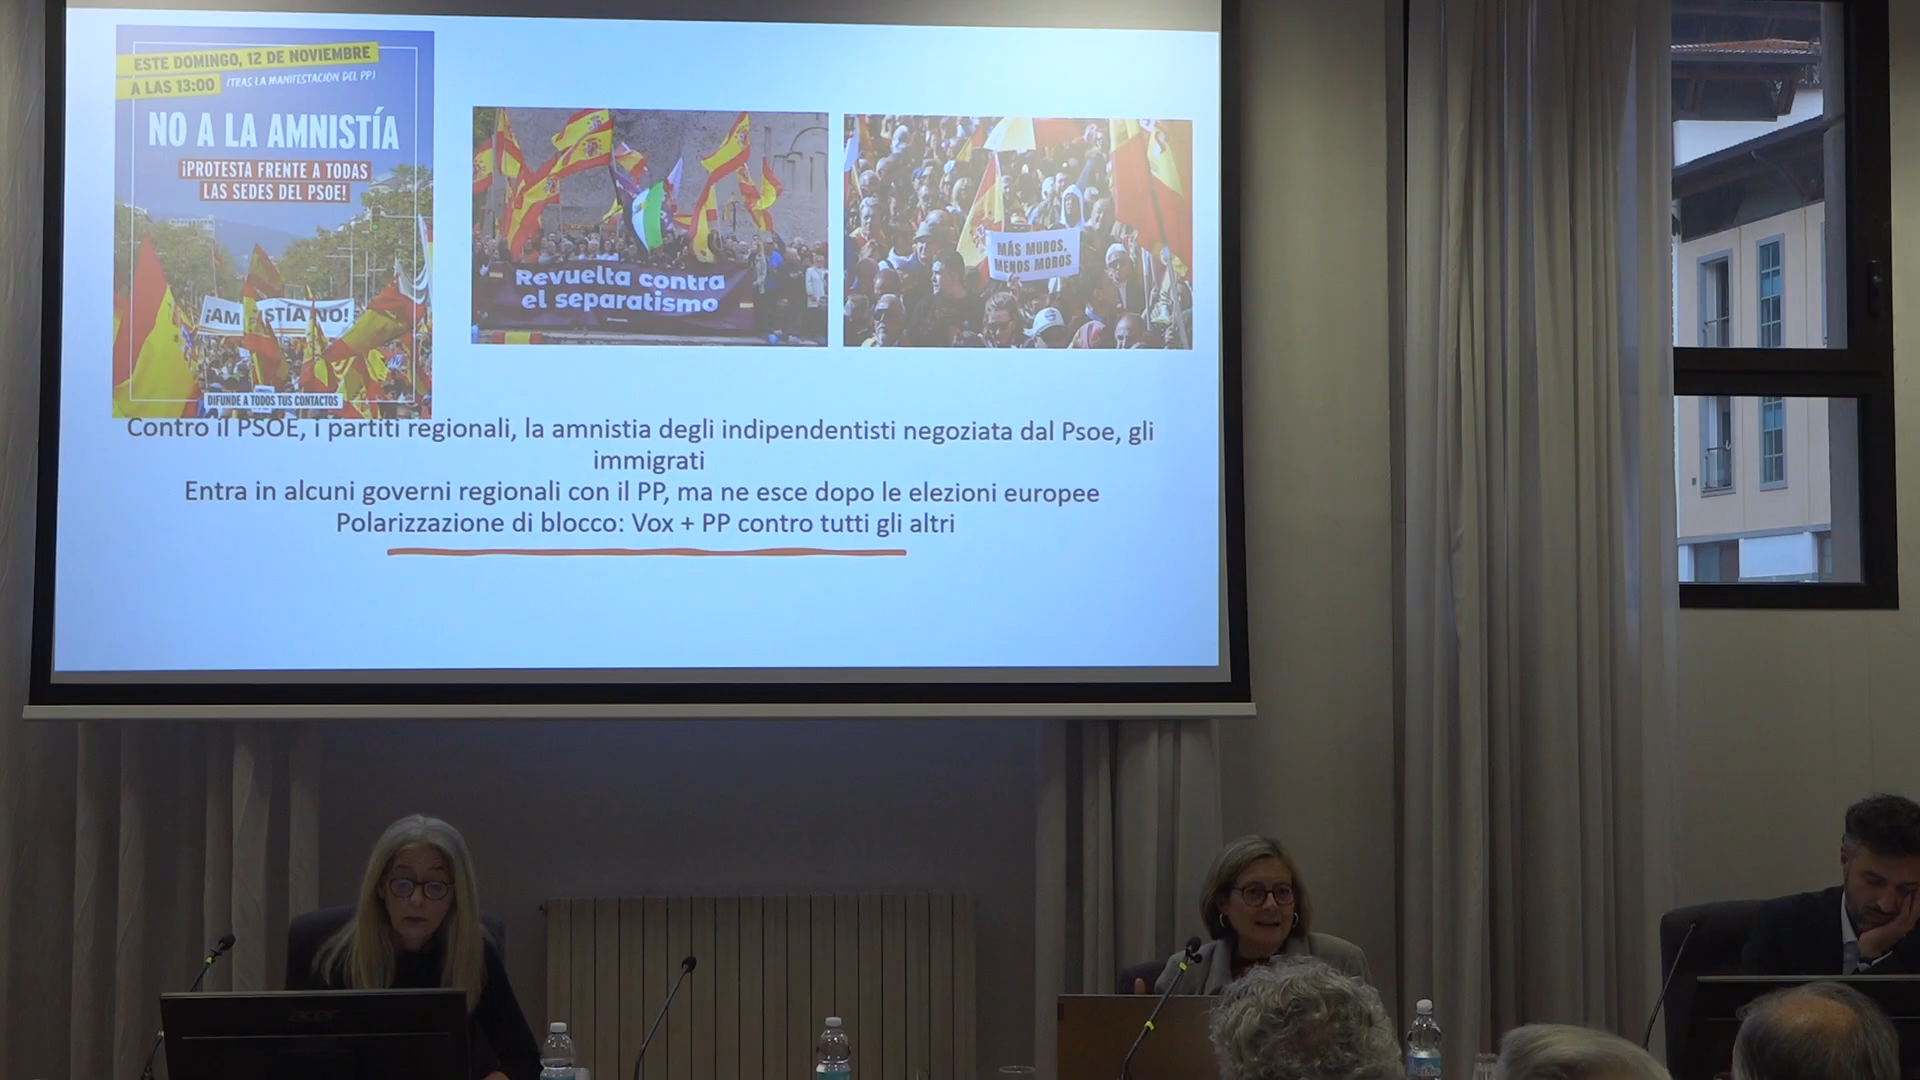 ESTE DOMINGO, 12 DE NOVIEMBRE
A LAS 13:00 (TRAS LA MANIFESTACIÓN DEL PP)
NO A LA AMNISTÍA
¡PROTESTA FRENTE A TODAS
LAS SEDES DEL PSOE!
¡AM ISTÍA NO!
DIFUNDE A TODOS TUS CONTACTOS
Revuelta contra
el separatismo
MÁS MUROS,
MENOS MOROS
Contro il PSOE, i partiti regionali, la amnistia degli indipendentisti negoziata dal Psoe, gli
immigrati
Entra in alcuni governi regionali con il PP, ma ne esce dopo le elezioni europee
Polarizzazione di blocco: Vox + PP contro tutti gli altri
acer